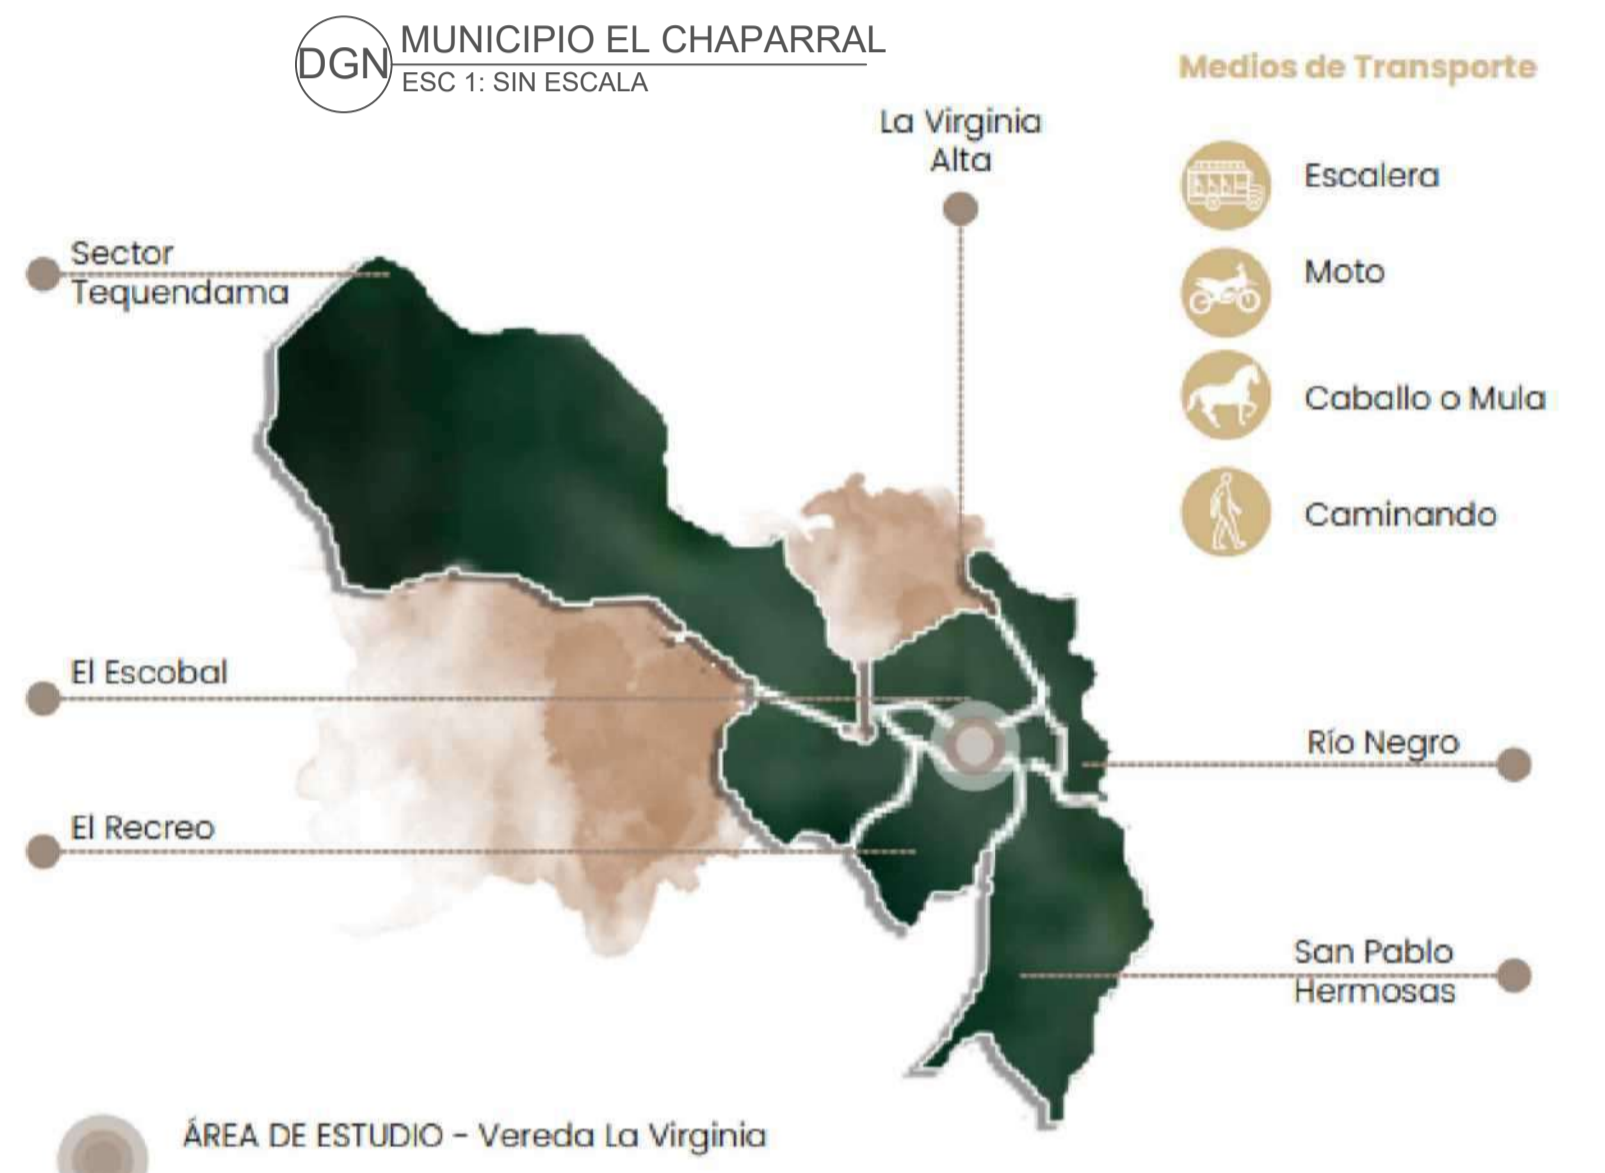 DGN
MUNICIPIO EL CHAPARRAL
ESC 1: SIN ESCALA
Medios de Transporte
Escalera
Moto
Caballo o Mula
Caminando
La Virginia
Alta
Sector
Tequendama
El Escobal
El Recreo
Río Negro
San Pablo
Hermosas
ÁREA DE ESTUDIO - Vereda La Virginia